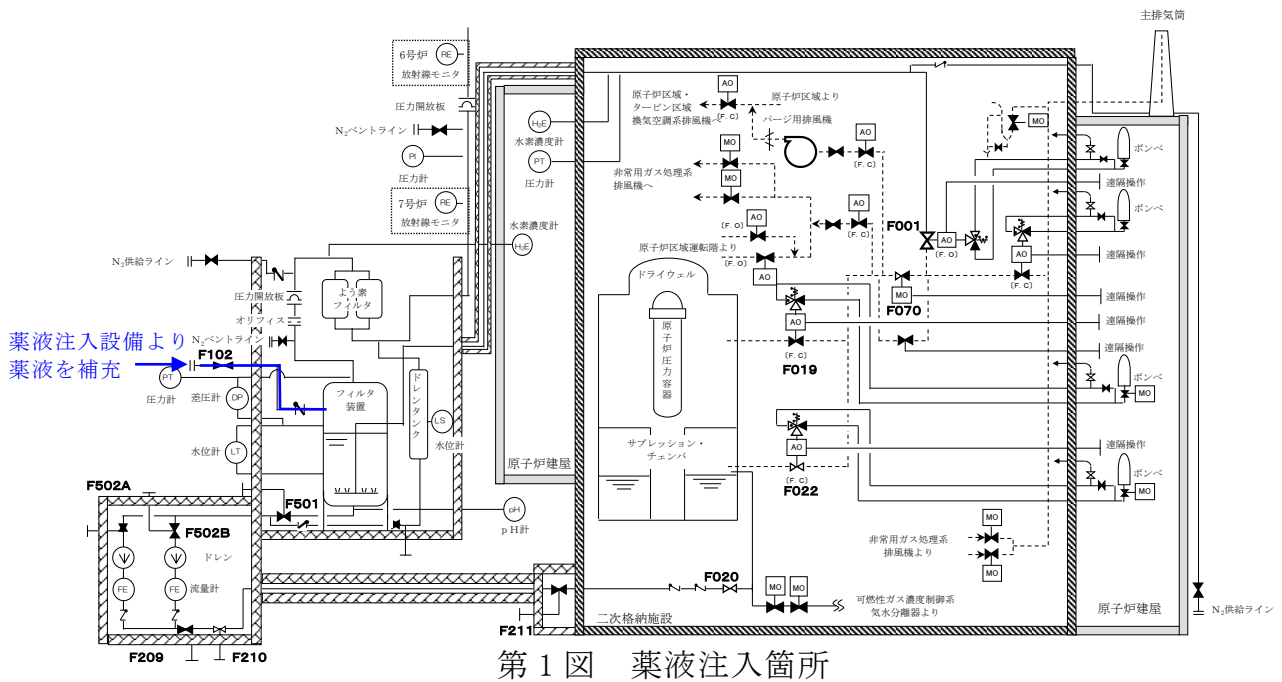 主排気筒
6号炉
RE
放射線モニタ
圧力開放板
N₂ベントライン
PI
圧力計
7号炉
RE
放射線モニタ
H₂E
水素濃度計
PT
圧力計
水素濃度計
H₂E
原子炉区域・
タービン区域
換気空調系排風機へ
AO
(F. C)
原子炉区域より
パージ用排風機
AO
(F. C)
MO
非常用ガス処理系
排風機へ
MO
AO
(F. O)
原子炉区域運転階より
(F. O)
AO
AO
(F. C)
F001
AO
(F. O)
MO
F070
AO
(F. C)
MO
ボンベ
遠隔操作
ボンベ
遠隔操作
遠隔操作
遠隔操作
遠隔操作
ボンベ
MO
遠隔操作
ボンベ
MO
N₂供給ライン
圧力開放板
オリフィス
N₂ベントライン
よう素
フィルタ
薬液注入設備より
薬液を補充
F102
PT
圧力計
差圧計
DP
水位計
LT
フィルタ
装置
ドレンタンク
LS
水位計
原子炉建屋
pH
pH計
ドライウェル
原子炉圧力容器
サプレッション・
チェンバ
AO
(F. C)
F019
AO
(F. C)
F022
F502A
F501
F502B
ドレン
FE
FE
流量計
F209
F210
F211
F020
MO
MO
可燃性ガス濃度制御系
気水分離器より
二次格納施設
非常用ガス処理系
排風機より
MO
MO
原子炉建屋
N₂供給ライン
第1図　薬液注入箇所